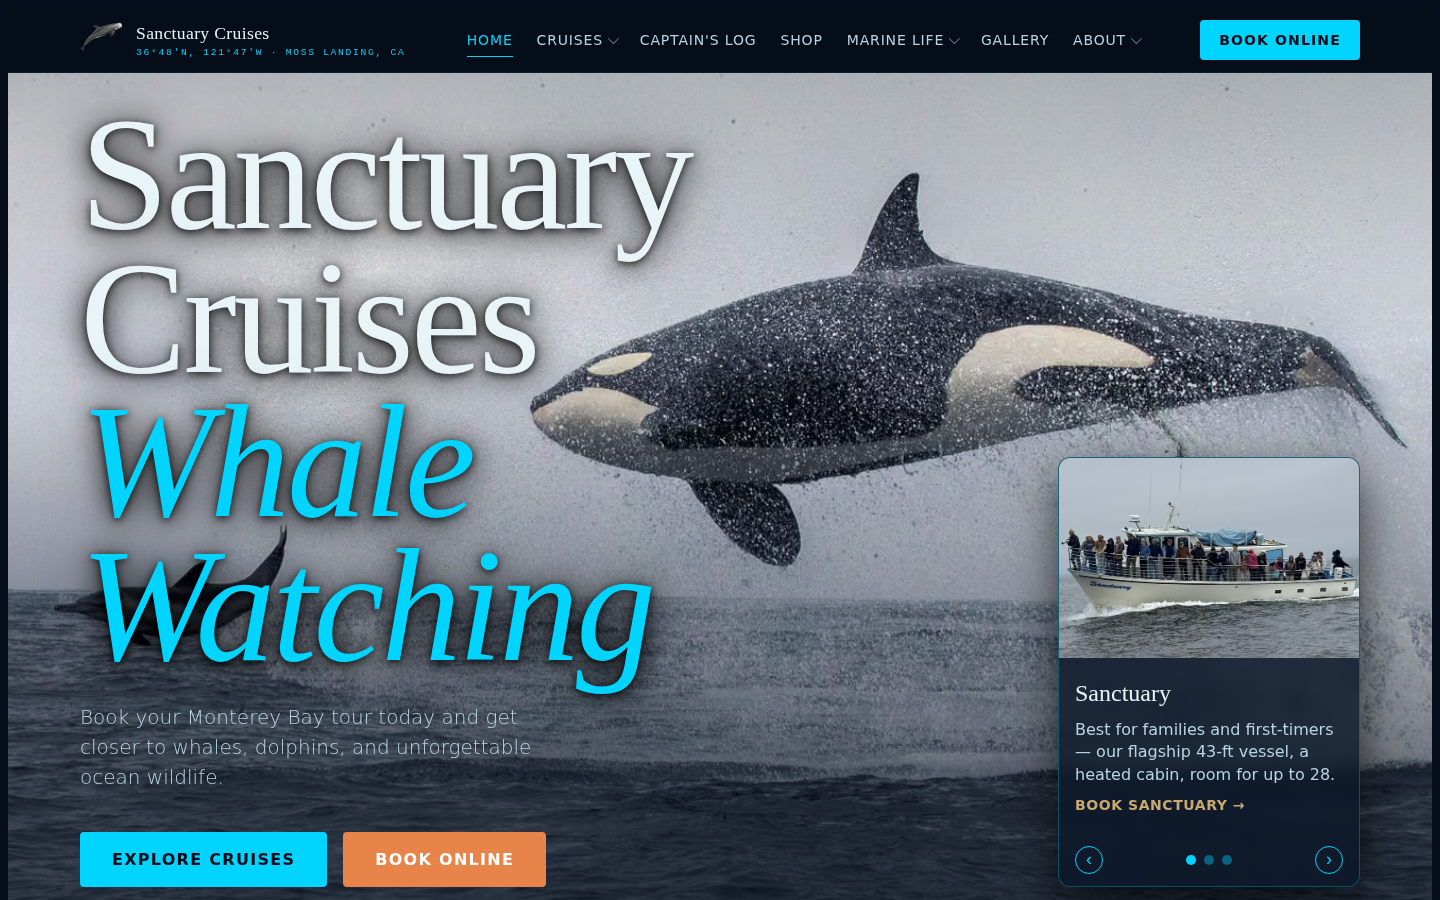 Sanctuary Cruises
36°48'N, 121°47'W · MOSS LANDING, CA
HOME CRUISES CAPTAIN'S LOG SHOP MARINE LIFE GALLERY ABOUT
BOOK ONLINE
Sanctuary
Cruises
Whale
Watching
Book your Monterey Bay tour today and get
closer to whales, dolphins, and unforgettable
ocean wildlife.
EXPLORE CRUISES
BOOK ONLINE
Sanctuary
Sanctuary
Best for families and first-timers
— our flagship 43-ft vessel, a
heated cabin, room for up to 28.
BOOK SANCTUARY →